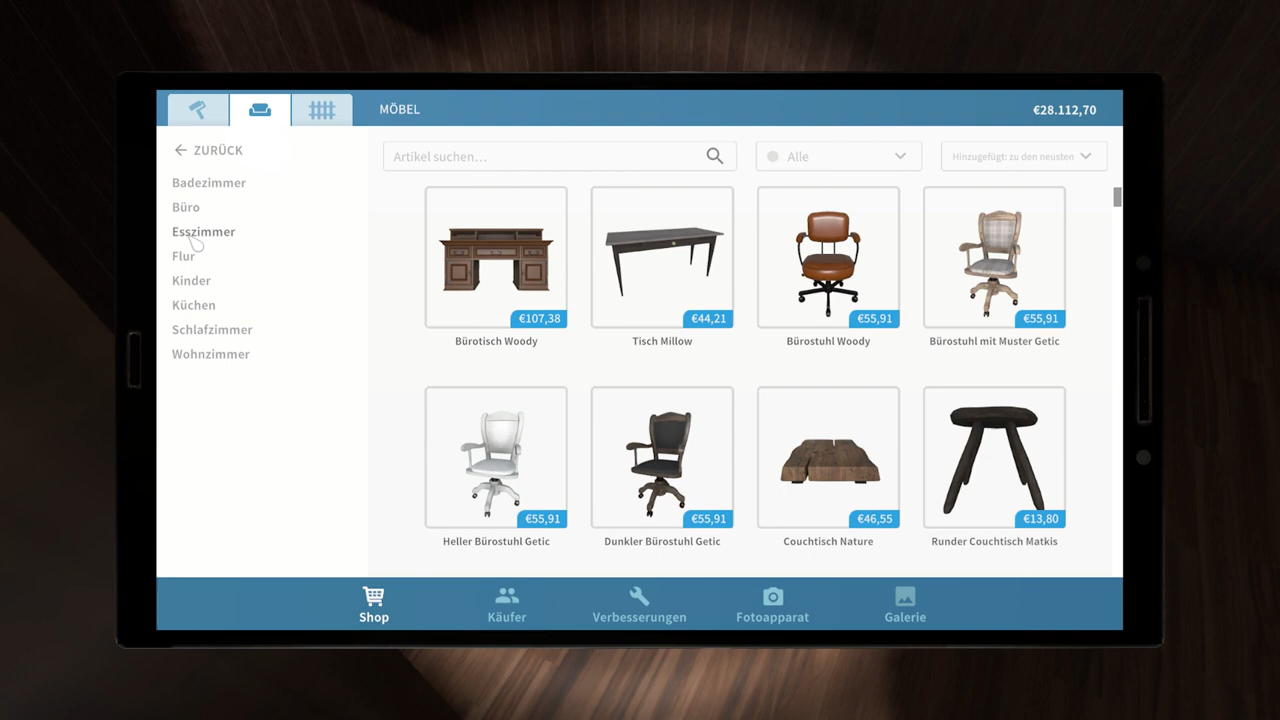 MÖBEL
€28.112,70
ZURÜCK
Badezimmer
Büro
Esszimmer
Flur
Kinder
Küchen
Schlafzimmer
Wohnzimmer
Artikel suchen...
Alle
Hinzugefügt: zu den neusten
€107,38
€44,21
€55,91
€55,91
Bürotisch Woody
Tisch Millow
Bürostuhl Woody
Bürostuhl mit Muster Getic
€55,91
€55,91
€46,55
€13,80
Heller Bürostuhl Getic
Dunkler Bürostuhl Getic
Couchtisch Nature
Runder Couchtisch Matkis
Shop
Käufer
Verbesserungen
Fotoapparat
Galerie